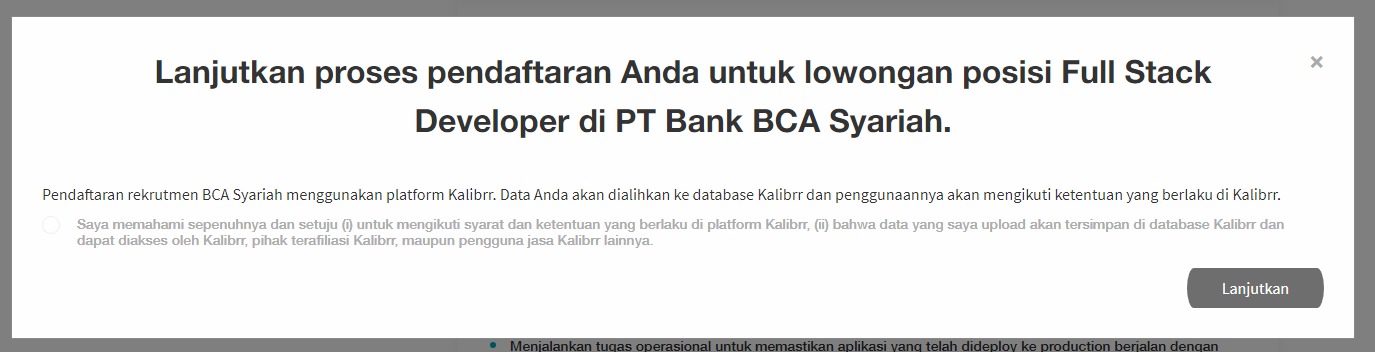 Lanjutkan proses pendaftaran Anda untuk lowongan posisi Full Stack
Developer di PT Bank BCA Syariah.
×
Pendaftaran rekrutmen BCA Syariah menggunakan platform Kalibrr. Data Anda akan dialihkan ke database Kalibrr dan penggunaannya akan mengikuti ketentuan yang berlaku di Kalibrr.
Saya memahami sepenuhnya dan setuju (i) untuk mengikuti syarat dan ketentuan yang berlaku di platform Kalibrr, (ii) bahwa data yang saya upload akan tersimpan di database Kalibrr dan
dapat diakses oleh Kalibrr, pihak terafiliasi Kalibrr, maupun pengguna jasa Kalibrr lainnya.
Lanjutkan
• Menjalankan tugas operasional untuk memastikan aplikasi yang telah dideploy ke production berjalan dengan